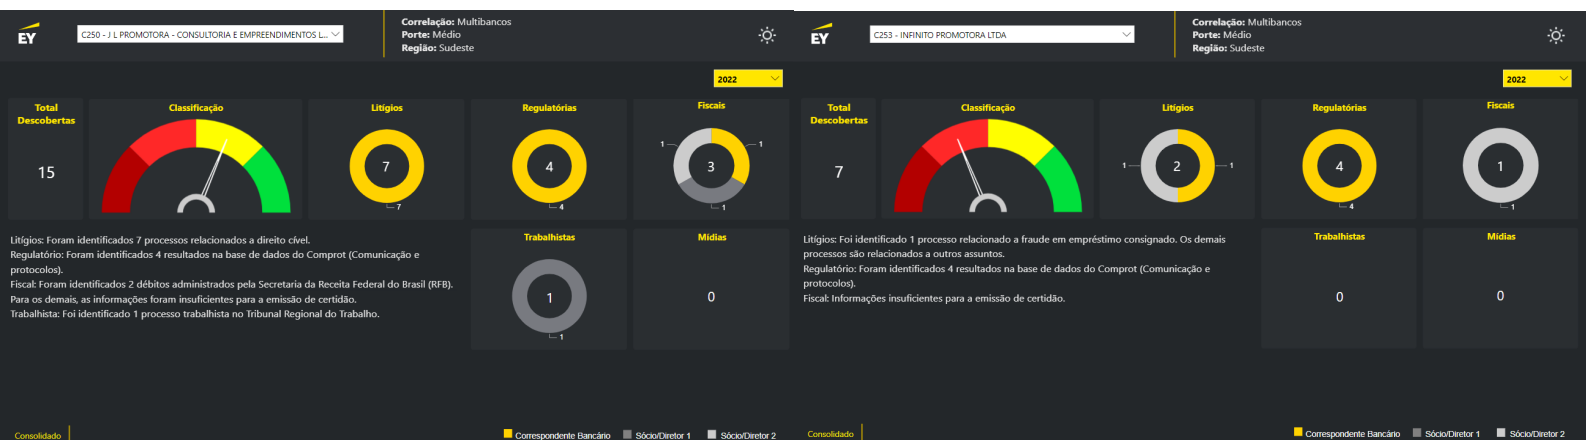 EY
C250 - J L PROMOTORA - CONSULTORIA E EMPREENDIMENTOS L...
Correlação: Multibancos
Porte: Médio
Região: Sudeste
2022
Total
Descobertas
15
Classificação
Litígios
7
7
Regulatórias
4
4
Fiscais
1
1
3
1
Litígios: Foram identificados 7 processos relacionados a direito cível.
Regulatório: Foram identificados 4 resultados na base de dados do Comprot (Comunicação e
protocolos).
Fiscal: Foram identificados 2 débitos administrados pela Secretaria da Receita Federal do Brasil (RFB).
Para os demais, as informações foram insuficientes para a emissão de certidão.
Trabalhista: Foi identificado 1 processo trabalhista no Tribunal Regional do Trabalho.
Trabalhistas
1
1
Mídias
0
Consolidado
Correspondente Bancário
Sócio/Diretor 1
Sócio/Diretor 2
EY
C253 - INFINITO PROMOTORA LTDA
Correlação: Multibancos
Porte: Médio
Região: Sudeste
2022
Total
Descobertas
7
Classificação
Litígios
1
2
1
Regulatórias
4
4
Fiscais
1
1
Litígios: Foi identificado 1 processo relacionado a fraude em empréstimo consignado. Os demais
processos são relacionados a outros assuntos.
Regulatório: Foram identificados 4 resultados na base de dados do Comprot (Comunicação e
protocolos).
Fiscal: Informações insuficientes para a emissão de certidão.
Trabalhistas
0
Mídias
0
Consolidado
Correspondente Bancário
Sócio/Diretor 1
Sócio/Diretor 2